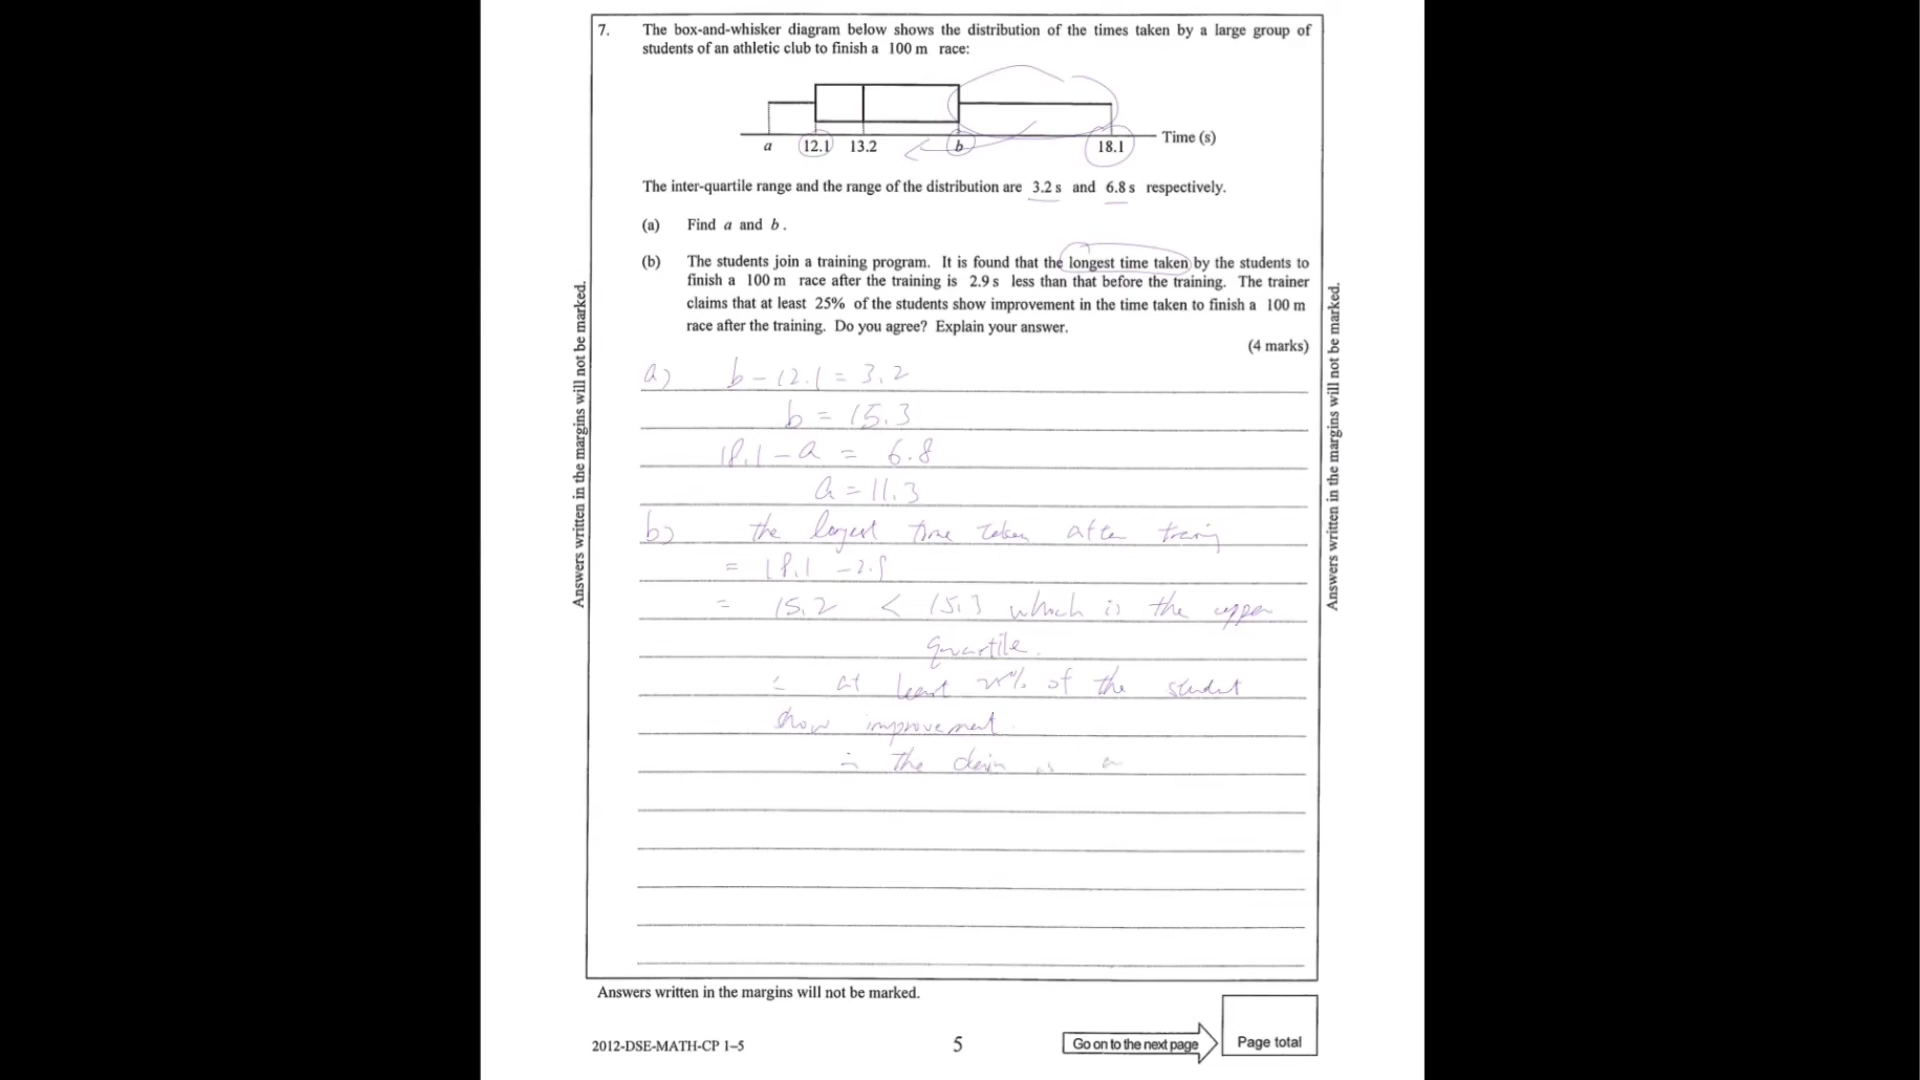 7. The box-and-whisker diagram below shows the distribution of the times taken by a large group of
students of an athletic club to finish a 100 m race:
a 12.1 13.2 b 18.1 Time (s)
The inter-quartile range and the range of the distribution are 3.2 s and 6.8 s respectively.
(a) Find a and b.
(b) The students join a training program. It is found that the longest time taken by the students to
finish a 100 m race after the training is 2.9 s less than that before the training. The trainer
claims that at least 25% of the students show improvement in the time taken to finish a 100 m
race after the training. Do you agree? Explain your answer.
(4 marks)
a) b - 12.1 = 3.2
b = 15.3
18.1 - a = 6.8
a = 11.3
b) the time taken after
= 18.1 - 2.9
= 15.2 < 15.3 which is the upper
quartile.
∴ at least 25% of the student
show improvement.
∴ the
Answers written in the margins will not be marked.
Answers written in the margins will not be marked.
Answers written in the margins will not be marked.
2012-DSE-MATH-CP 1–5
5
Go on to the next page
Page total